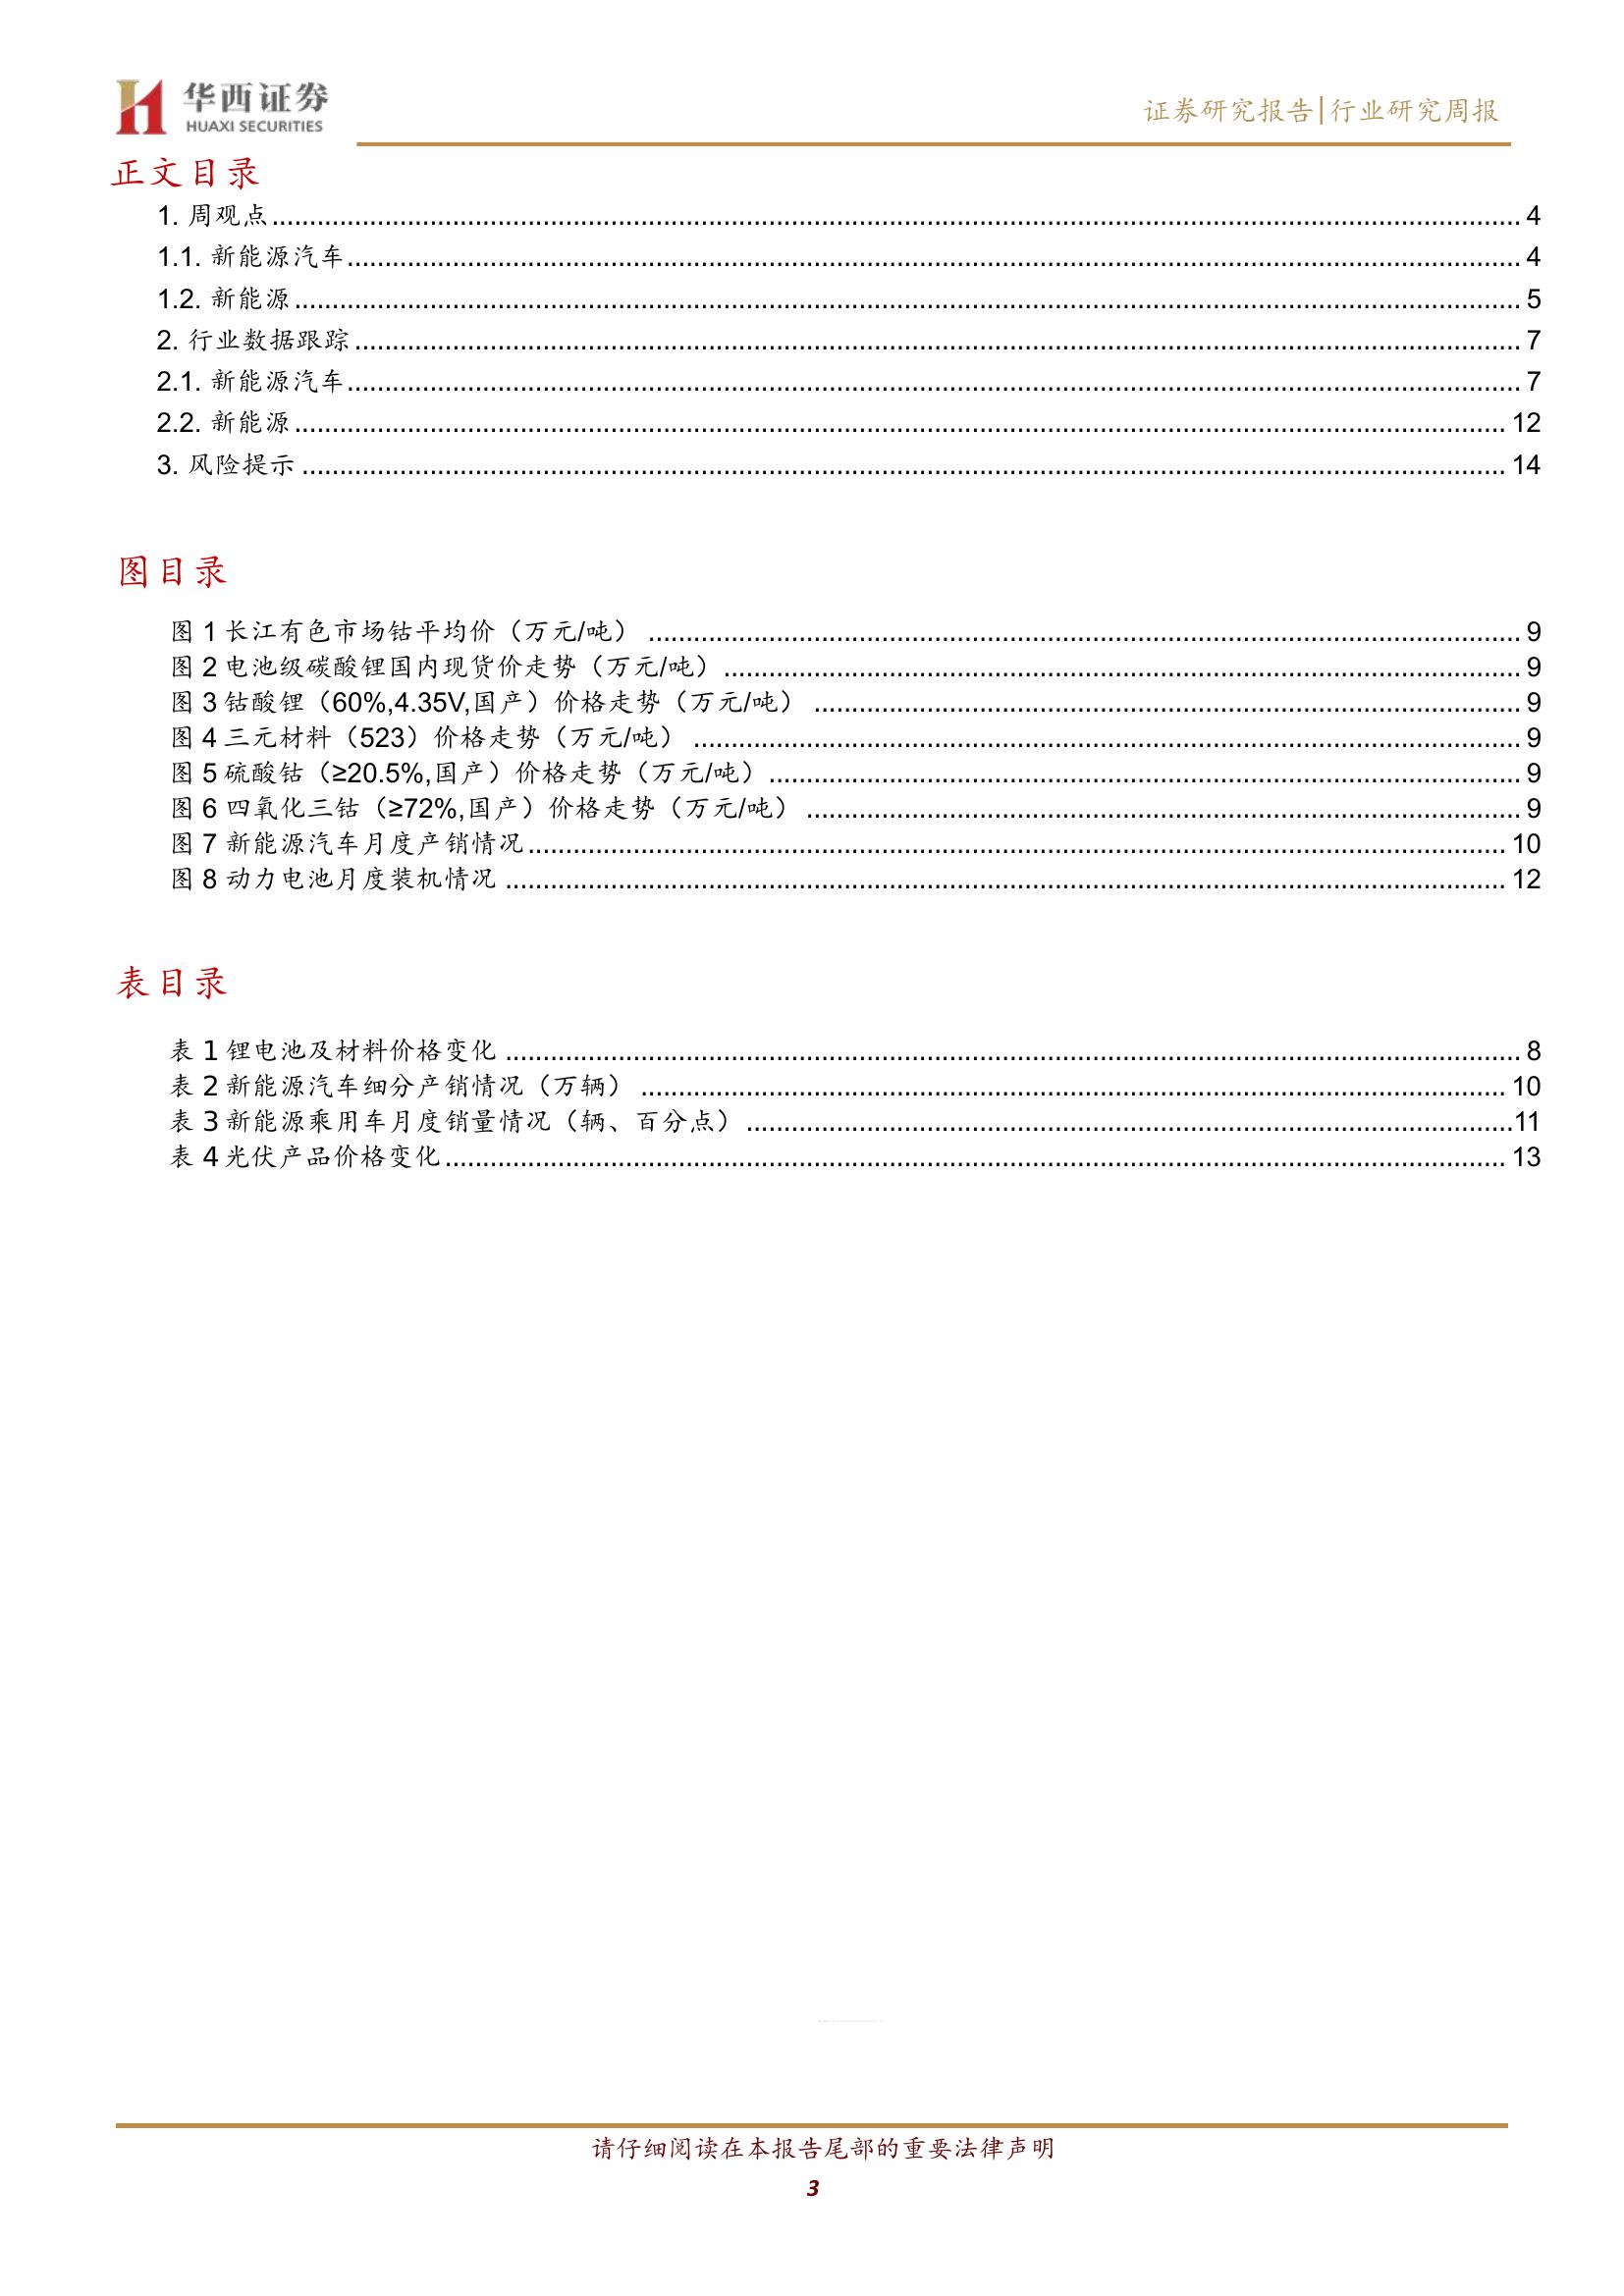 华西证券
HUAXI SECURITIES
证券研究报告|行业研究周报
正文目录
1. 周观点 4
1.1. 新能源汽车 4
1.2. 新能源 5
2. 行业数据跟踪 7
2.1. 新能源汽车 7
2.2. 新能源 12
3. 风险提示 14
图目录
图 1 长江有色市场钴平均价（万元/吨） 9
图 2 电池级碳酸锂国内现货价走势（万元/吨） 9
图 3 钴酸锂（60%,4.35V,国产）价格走势（万元/吨） 9
图 4 三元材料（523）价格走势（万元/吨） 9
图 5 硫酸钴（≥20.5%,国产）价格走势（万元/吨） 9
图 6 四氧化三钴（≥72%,国产）价格走势（万元/吨） 9
图 7 新能源汽车月度产销情况 10
图 8 动力电池月度装机情况 12
表目录
表 1 锂电池及材料价格变化 8
表 2 新能源汽车细分产销情况（万辆） 10
表 3 新能源乘用车月度销量情况（辆、百分点） 11
表 4 光伏产品价格变化 13
请仔细阅读在本报告尾部的重要法律声明
3